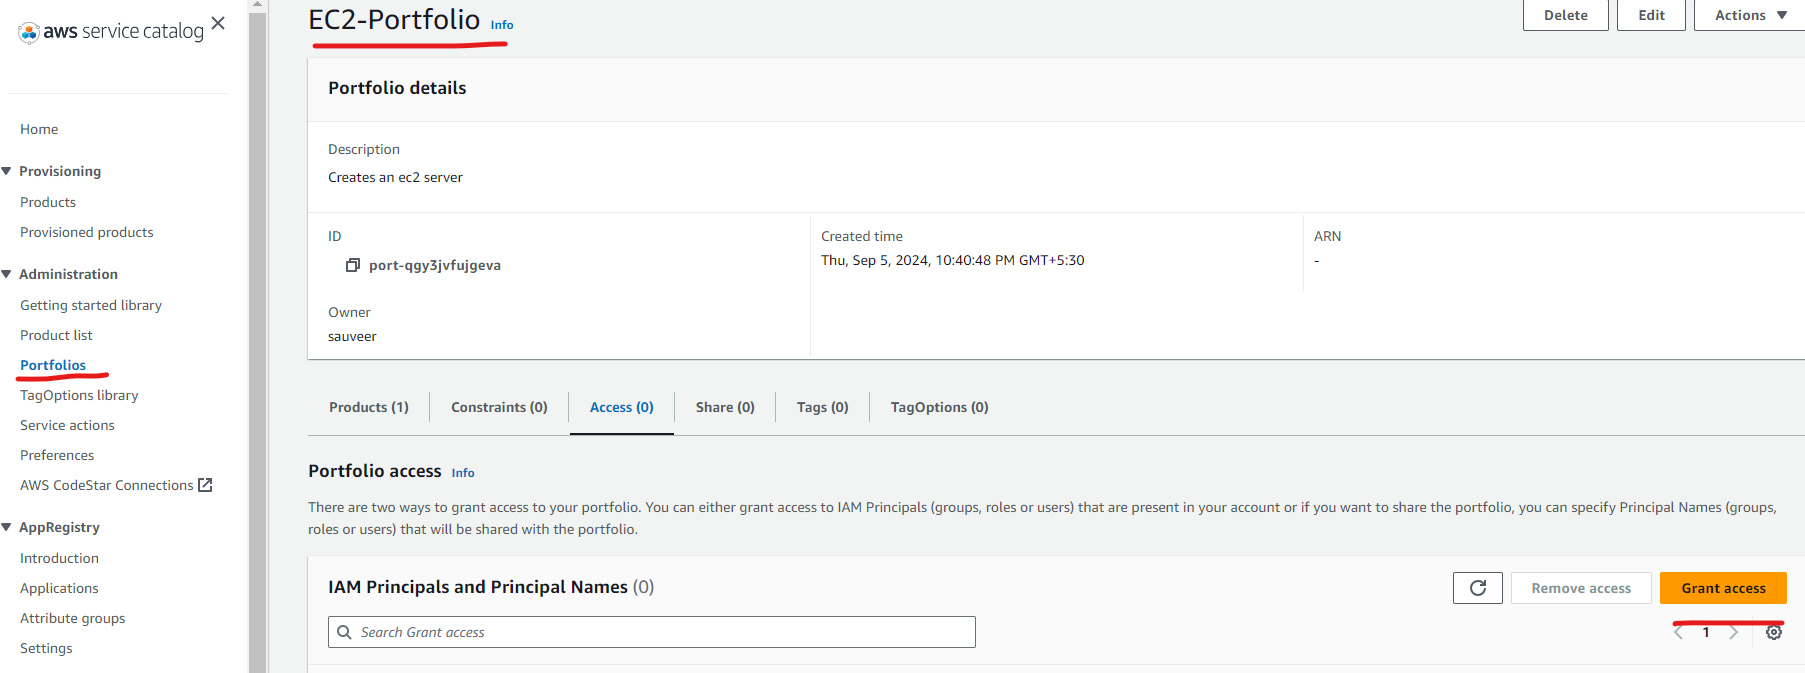 aws service catalog
Home
Provisioning
Products
Provisioned products
Administration
Getting started library
Product list
Portfolios
TagOptions library
Service actions
Preferences
AWS CodeStar Connections
AppRegistry
Introduction
Applications
Attribute groups
Settings
EC2-Portfolio Info
Delete Edit Actions
Portfolio details
Description
Creates an ec2 server
ID
port-qgy3jvfujgeva
Owner
sauveer
Created time
Thu, Sep 5, 2024, 10:40:48 PM GMT+5:30
ARN
-
Products (1) Constraints (0) Access (0) Share (0) Tags (0) TagOptions (0)
Portfolio access Info
There are two ways to grant access to your portfolio. You can either grant access to IAM Principals (groups, roles or users) that are present in your account or if you want to share the portfolio, you can specify Principal Names (groups,
roles or users) that will be shared with the portfolio.
IAM Principals and Principal Names (0)
Remove access Grant access
Search Grant access
1